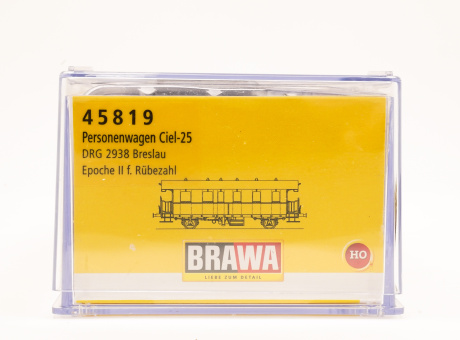 45819
Personenwagen Ciel-25
DRG 2938 Breslau
Epoche II f. Rübezahl
BRAWA
LIEBE ZUM DETAIL
HO